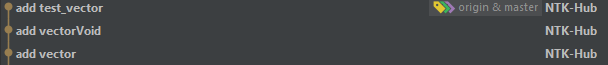 add test_vector origin & master NTK-Hub
add vectorVoid NTK-Hub
add vector NTK-Hub